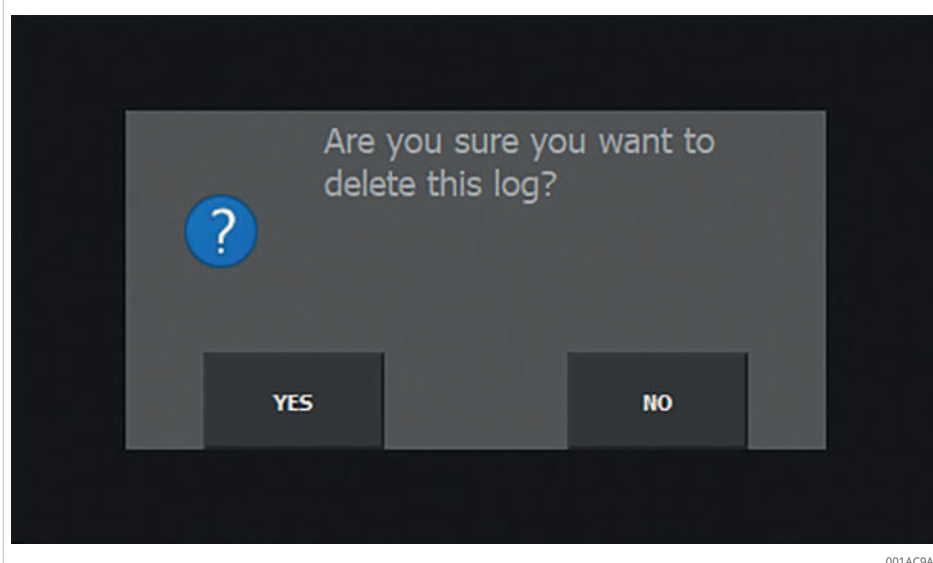 Are you sure you want to
delete this log?
?
YES
NO
001AC9A